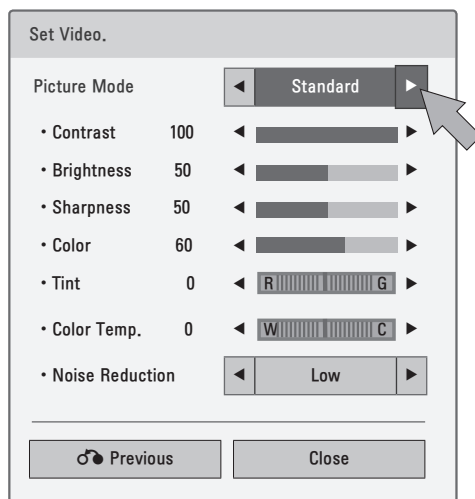 Set Video.
Picture Mode Standard
• Contrast 100
• Brightness 50
• Sharpness 50
• Color 60
• Tint 0 R G
• Color Temp. 0 W C
• Noise Reduction Low
Previous Close